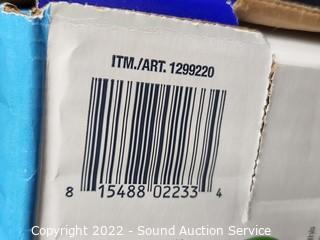 ITM./ART. 1299220
8 15488 02233 4
Copyright 2022 - Sound Auction Service